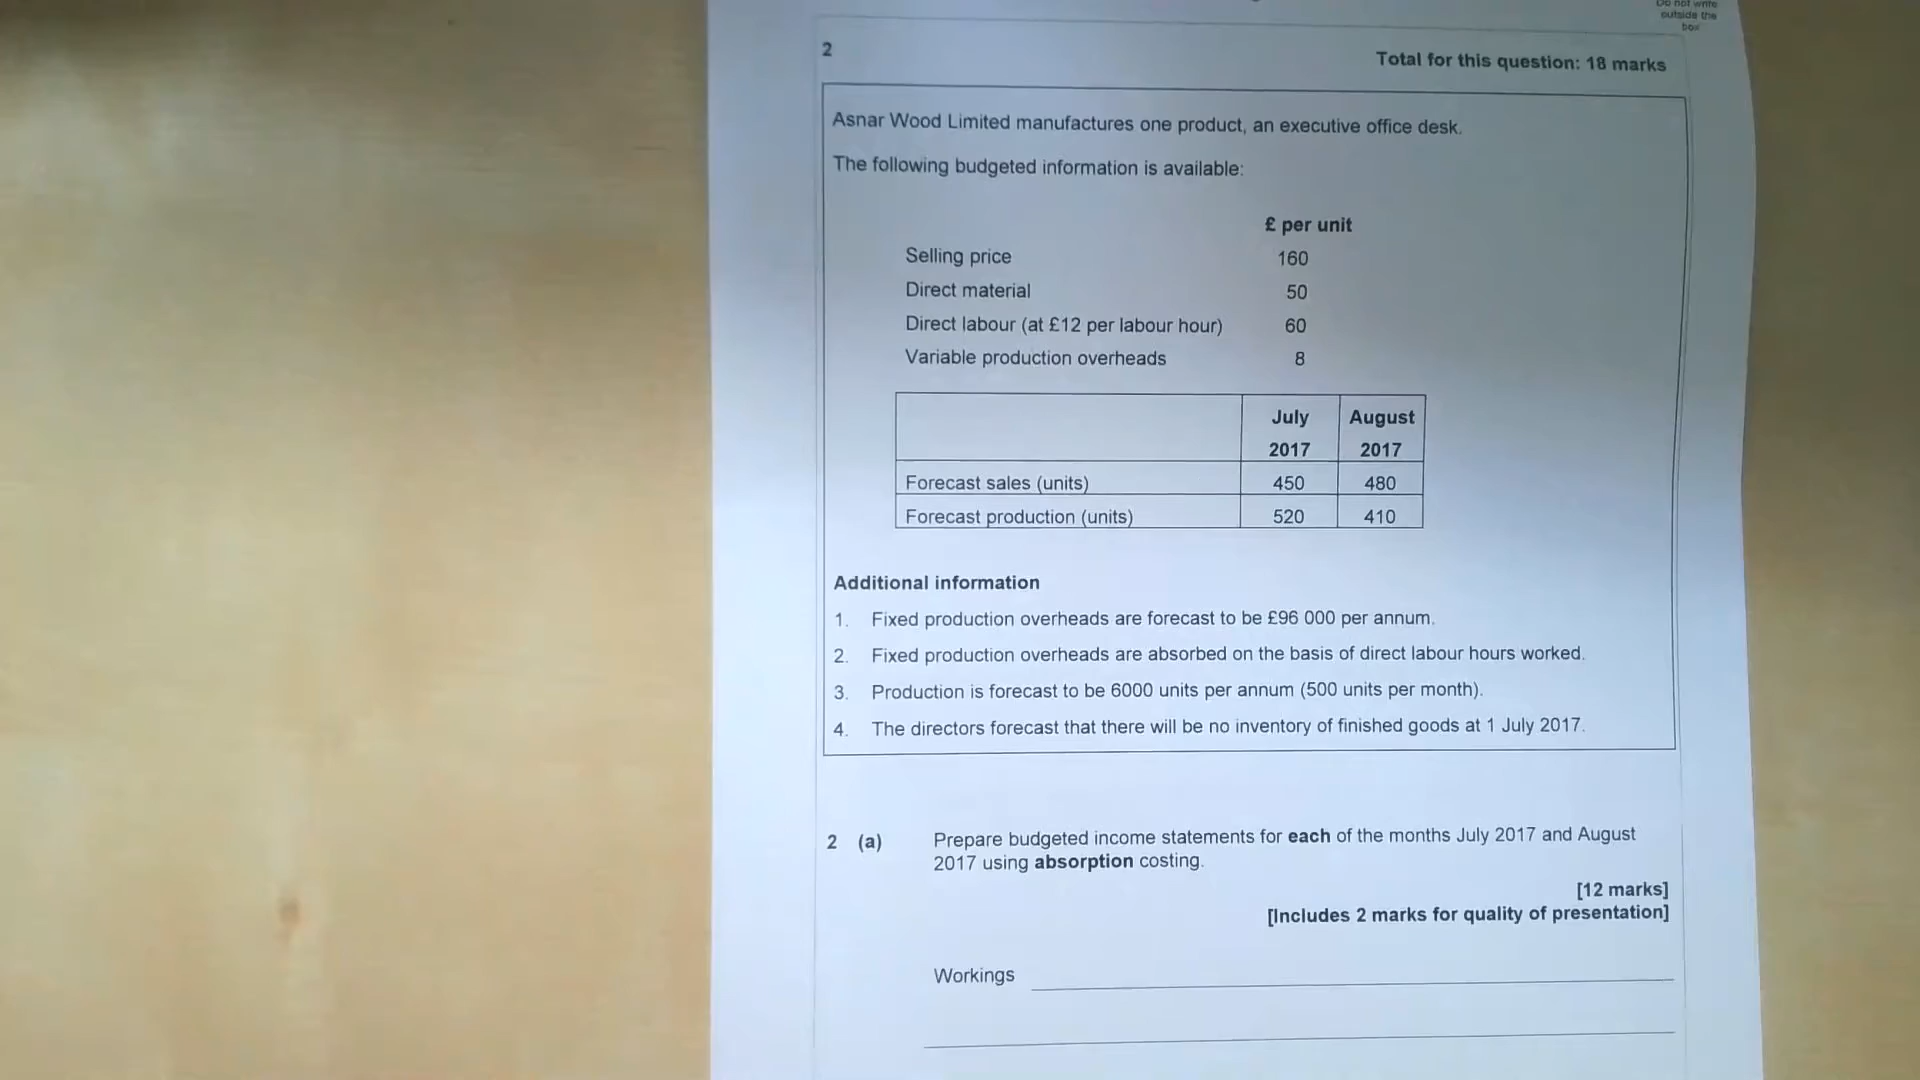 Do not write
outside the
box
2
Total for this question: 18 marks
Asnar Wood Limited manufactures one product, an executive office desk.
The following budgeted information is available:
£ per unit
Selling price 160
Direct material 50
Direct labour (at £12 per labour hour) 60
Variable production overheads 8
July August
2017 2017
Forecast sales (units) 450 480
Forecast production (units) 520 410
Additional information
1. Fixed production overheads are forecast to be £96 000 per annum.
2. Fixed production overheads are absorbed on the basis of direct labour hours worked.
3. Production is forecast to be 6000 units per annum (500 units per month).
4. The directors forecast that there will be no inventory of finished goods at 1 July 2017.
2 (a) Prepare budgeted income statements for each of the months July 2017 and August
2017 using absorption costing.
[12 marks]
[Includes 2 marks for quality of presentation]
Workings